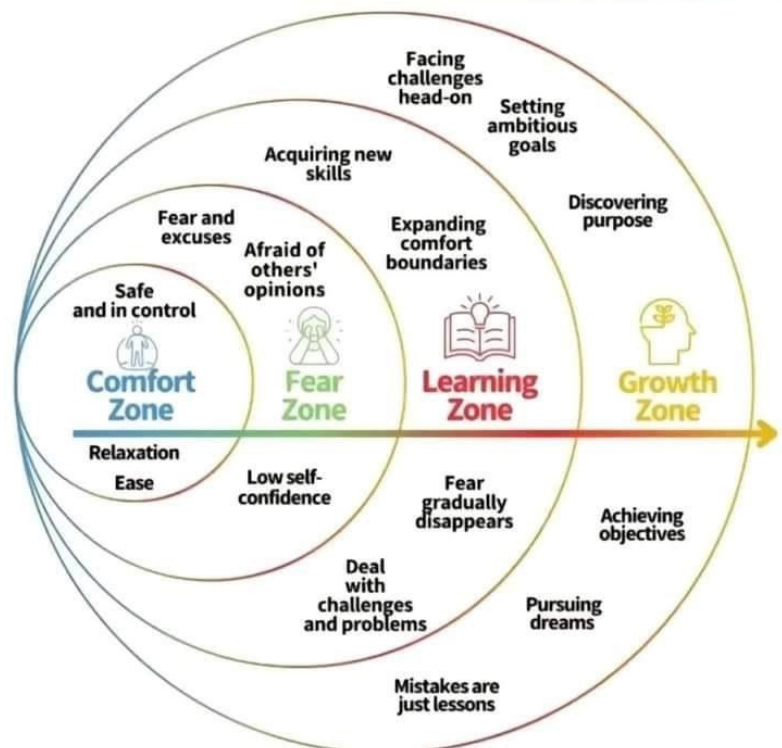 Facing
challenges
head-on
Setting
ambitious
goals
Acquiring new
skills
Discovering
purpose
Fear and
excuses
Afraid of
others'
opinions
Expanding
comfort
boundaries
Safe
and in control
Comfort
Zone
Fear
Zone
Learning
Zone
Growth
Zone
Relaxation
Ease
Low self-
confidence
Fear
gradually
disappears
Achieving
objectives
Deal
with
challenges
and problems
Pursuing
dreams
Mistakes are
just lessons